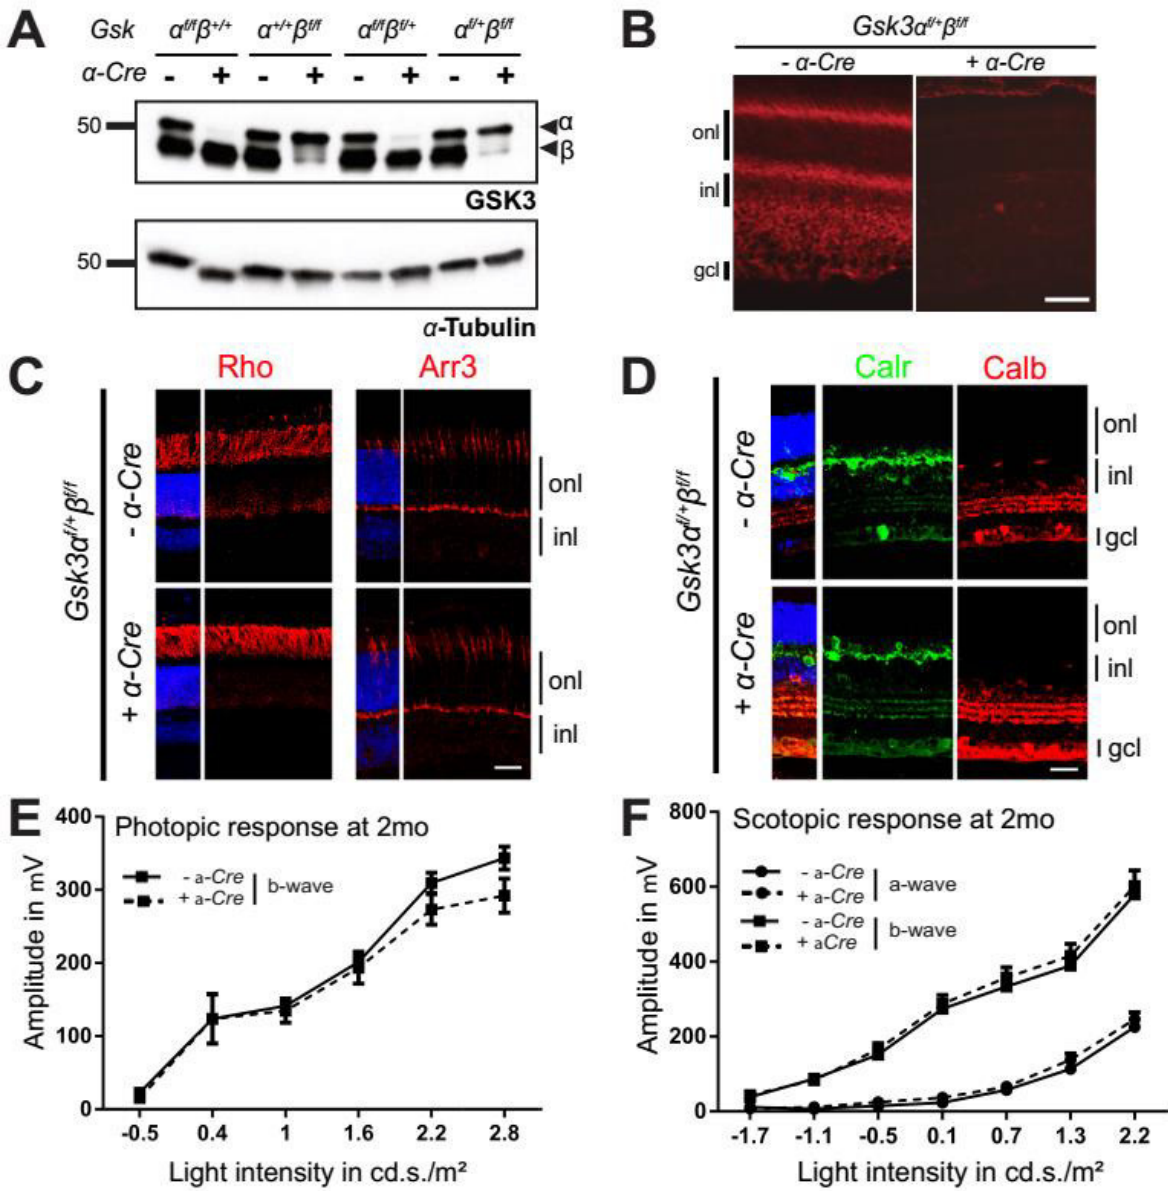 A
Gsk αf/fβ+/+ α+/+βf/f αf/fβf/+ αf/+βf/f
α-Cre - + - + - + - +
50
α
β
GSK3
50
α-Tubulin
B
Gsk3αf/+βf/f
- α-Cre + α-Cre
onl
inl
gcl
C
Rho Arr3
Gsk3αf/+βf/f
- α-Cre
onl
inl
+ α-Cre
onl
inl
D
Calr Calb
Gsk3αf/+βf/f
- α-Cre
onl
inl
gcl
+ α-Cre
onl
inl
gcl
E
Photopic response at 2mo
- a-Cre
+ a-Cre
b-wave
Amplitude in mV
400
300
200
100
0
-0.5 0.4 1 1.6 2.2 2.8
Light intensity in cd.s./m²
F
Scotopic response at 2mo
- a-Cre
+ a-Cre
a-wave
- a-Cre
+ aCre
b-wave
Amplitude in mV
800
600
400
200
0
-1.7 -1.1 -0.5 0.1 0.7 1.3 2.2
Light intensity in cd.s./m²